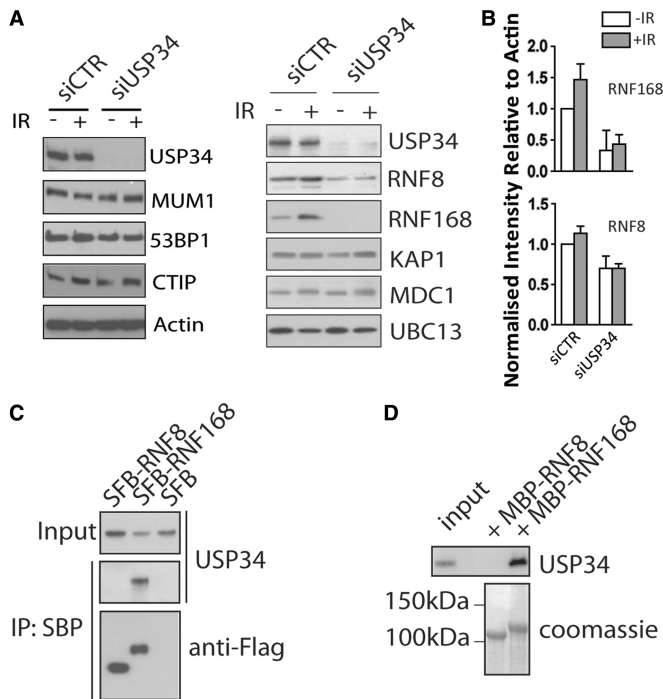 A
siCTR
siUSP34
IR - + - +
USP34
MUM1
53BP1
CTIP
Actin
siCTR
siUSP34
IR - + - +
USP34
RNF8
RNF168
KAP1
MDC1
UBC13
B
-IR
+IR
Normalised Intensity Relative to Actin
2.0
1.5
1.0
0.5
0.0
RNF168
1.5
1.0
0.5
0.0
RNF8
siCTR
siUSP34
C
SFB-RNF8
SFB-RNF168
SFB
Input
USP34
IP: SBP
anti-Flag
D
input
+ MBP-RNF8
+ MBP-RNF168
USP34
150kDa
100kDa
coomassie